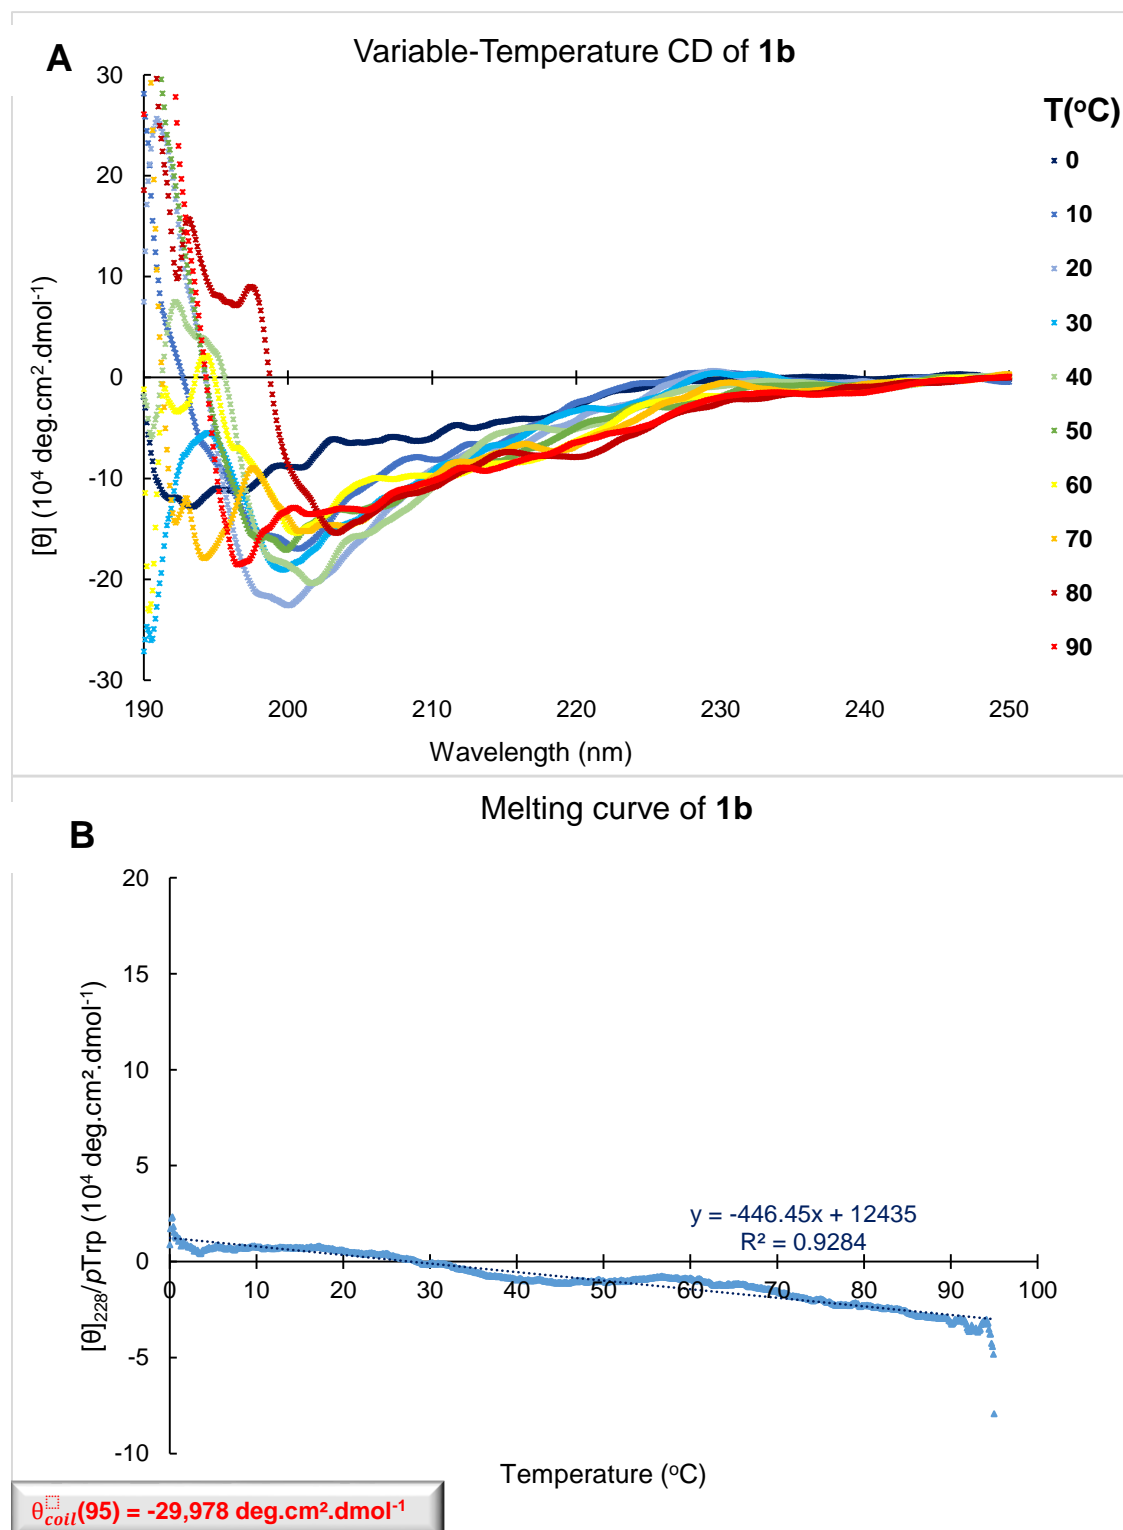 A
Variable-Temperature CD of 1b
30
20
10
0
-10
-20
-30
[θ] (10⁴ deg.cm².dmol⁻¹)
190 200 210 220 230 240 250
Wavelength (nm)
T(°C)
0
10
20
30
40
50
60
70
80
90
B
Melting curve of 1b
20
15
10
5
0
-5
-10
[θ]₂₂₈/pTrp (10⁴ deg.cm².dmol⁻¹)
y = -446.45x + 12435
R² = 0.9284
0 10 20 30 40 50 60 70 80 90 100
Temperature (°C)
θcoil(95) = -29,978 deg.cm².dmol⁻¹